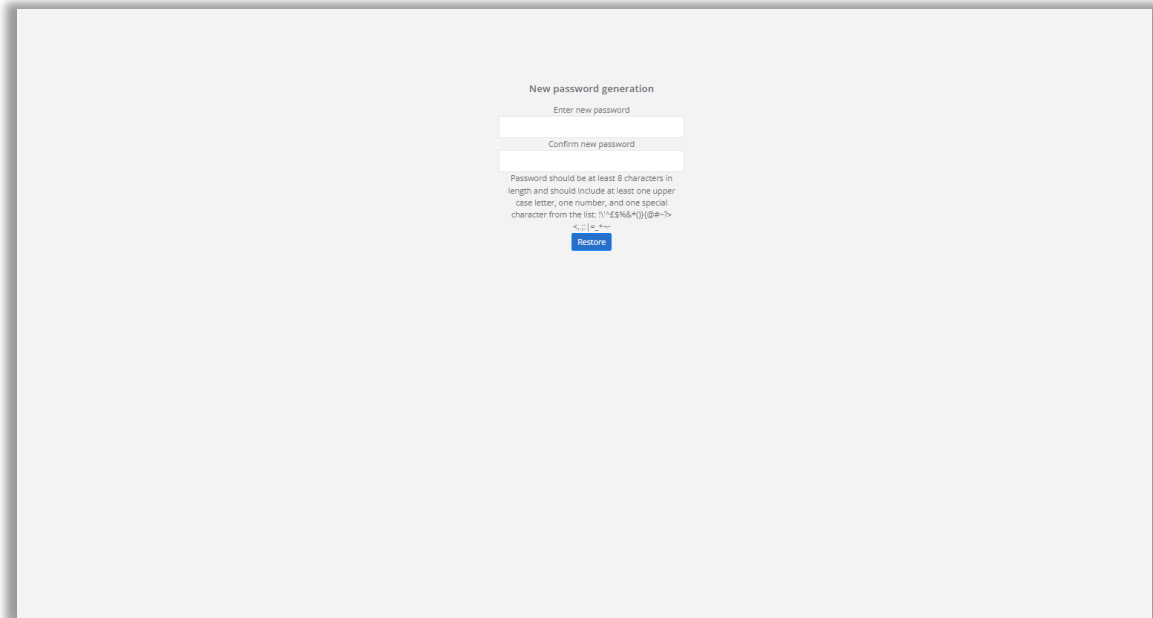 New password generation
Enter new password
Confirm new password
Password should be at least 8 characters in
length and should include at least one upper
case letter, one number, and one special
character from the list:
Restore